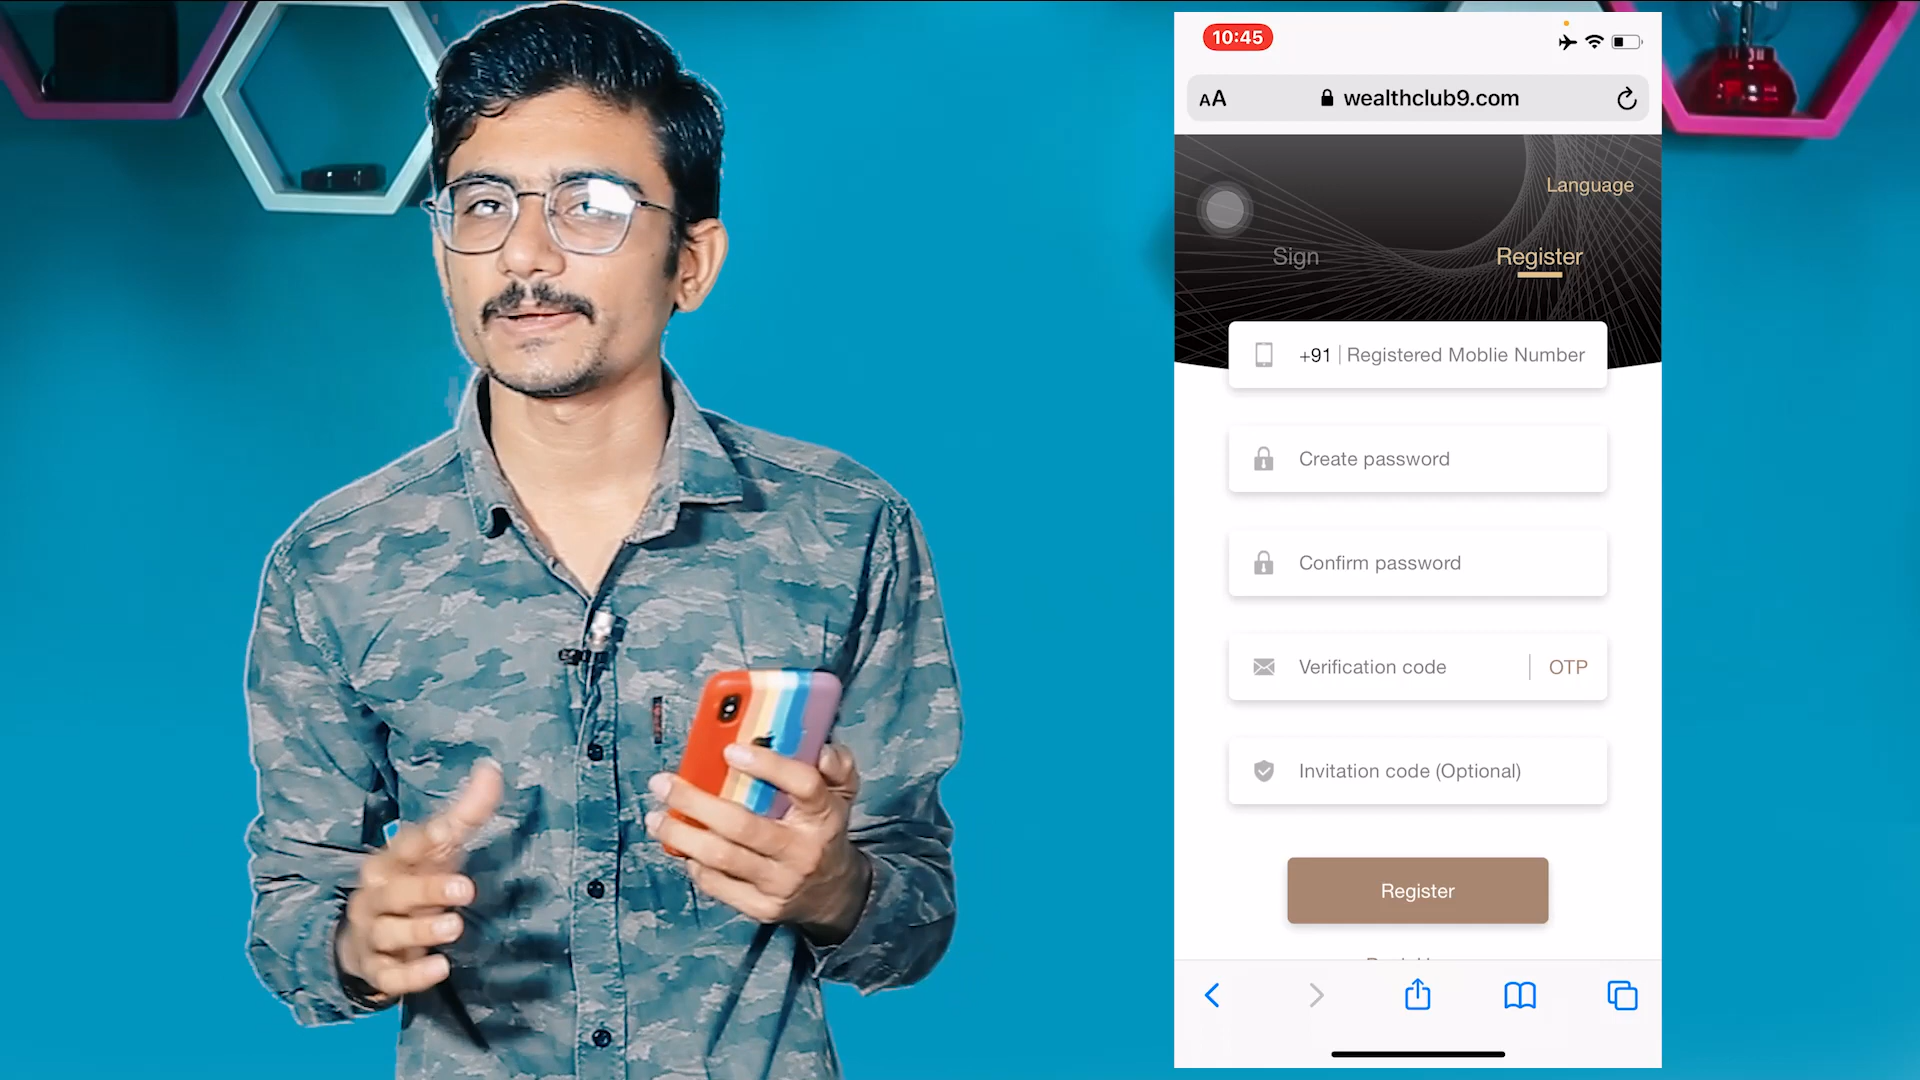 10:45
AA wealthclub9.com
Language
Sign Register
+91 Registered Moblie Number
Create password
Confirm password
Verification code OTP
Invitation code (Optional)
Register